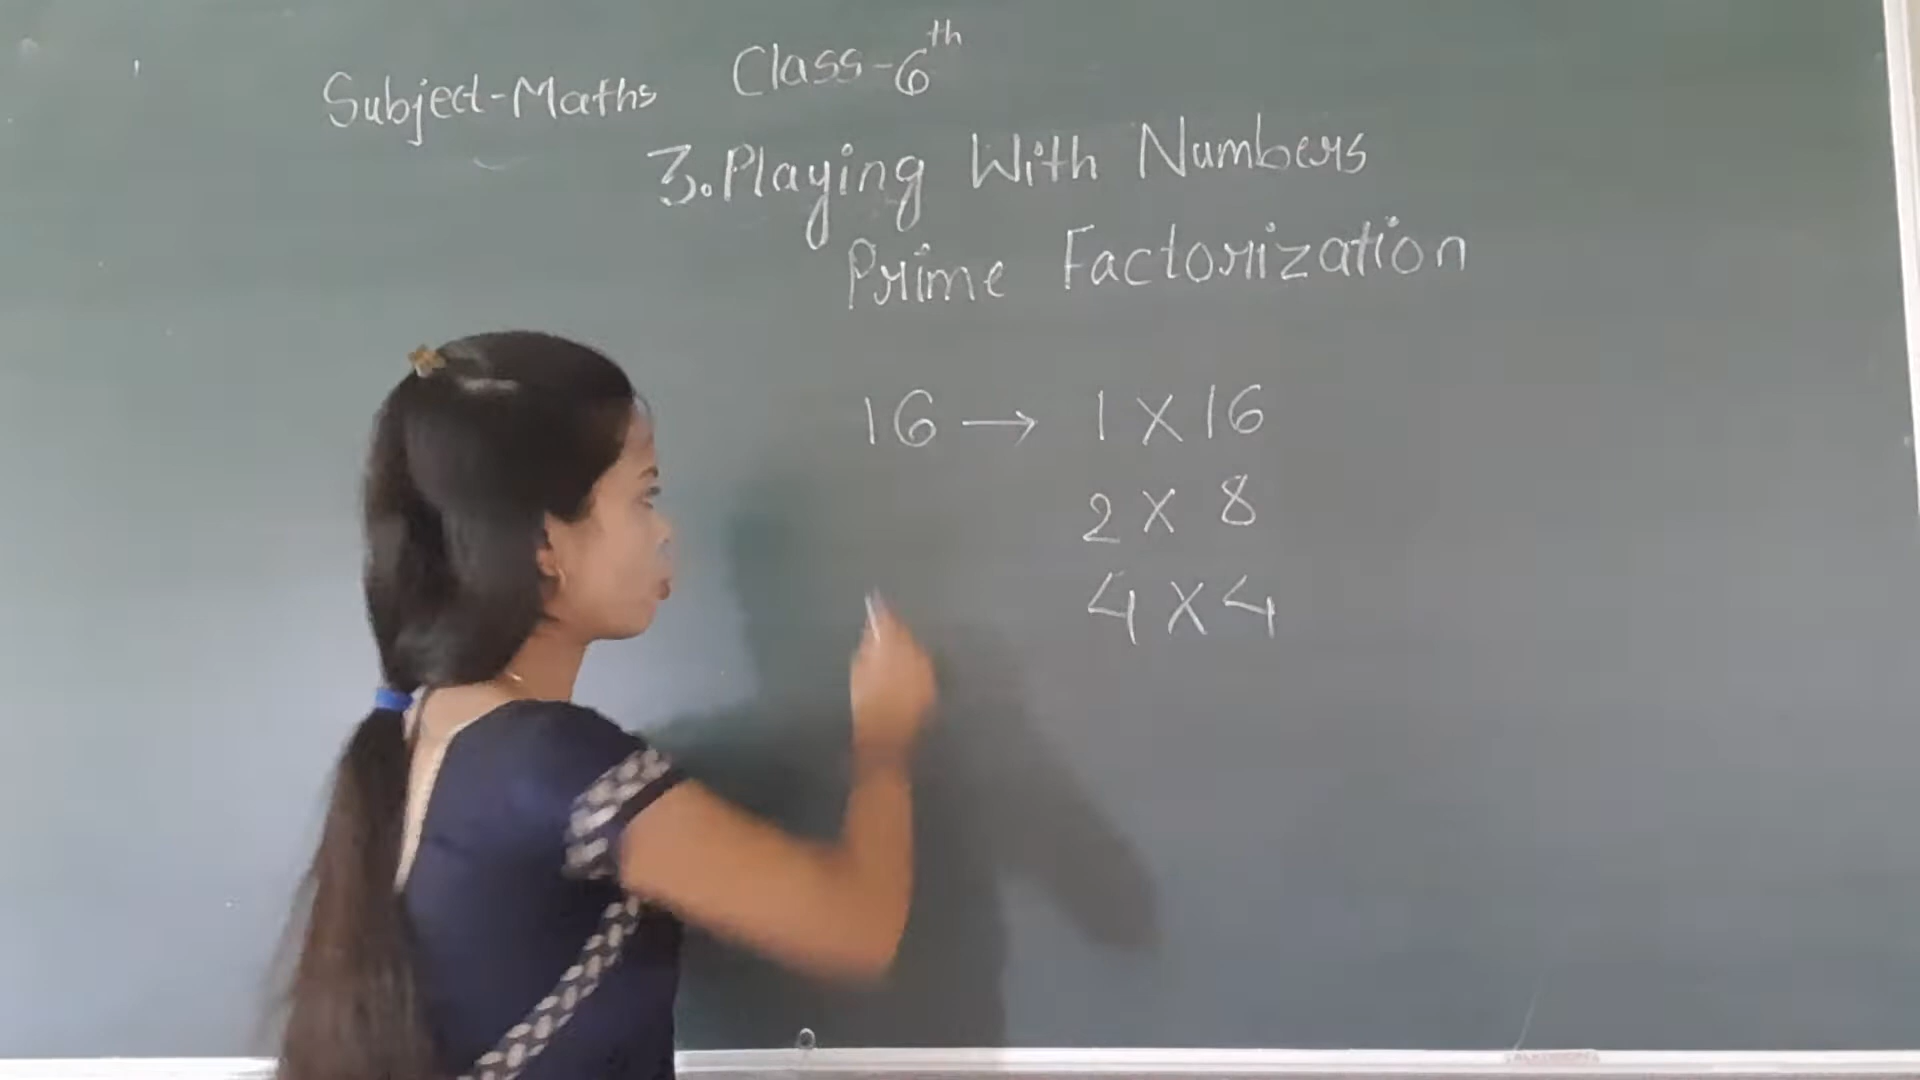 Subject-Maths Class-6th
3. Playing With Numbers
Prime Factorization
16 → 1 X 16
2 X 8
4 X 4